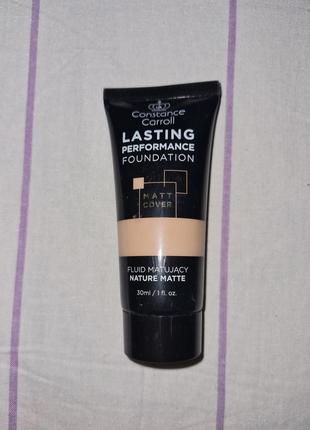 Constance
Carroll
LASTING
PERFORMANCE
FOUNDATION
MATT
COVER
FLUID MATUJĄCY
NATURE MATTE
30ml / 1 fl. oz.